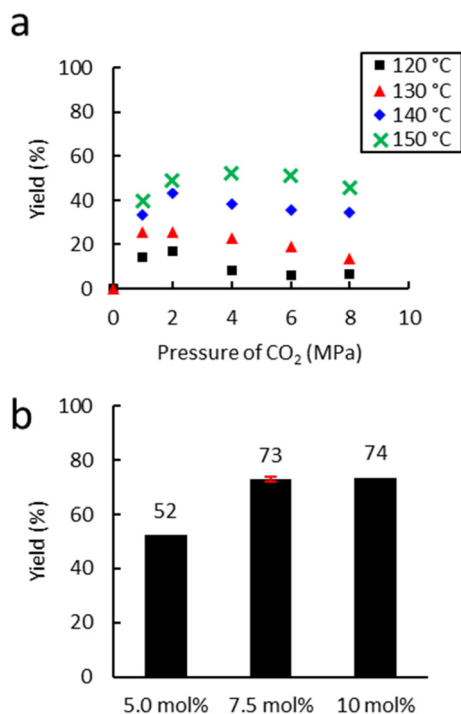 a
100
80
60
40
20
0
Yield (%)
0 2 4 6 8 10
Pressure of CO₂ (MPa)
120 °C
130 °C
140 °C
150 °C
b
100
80
60
40
20
0
Yield (%)
52
73
74
5.0 mol% 7.5 mol% 10 mol%